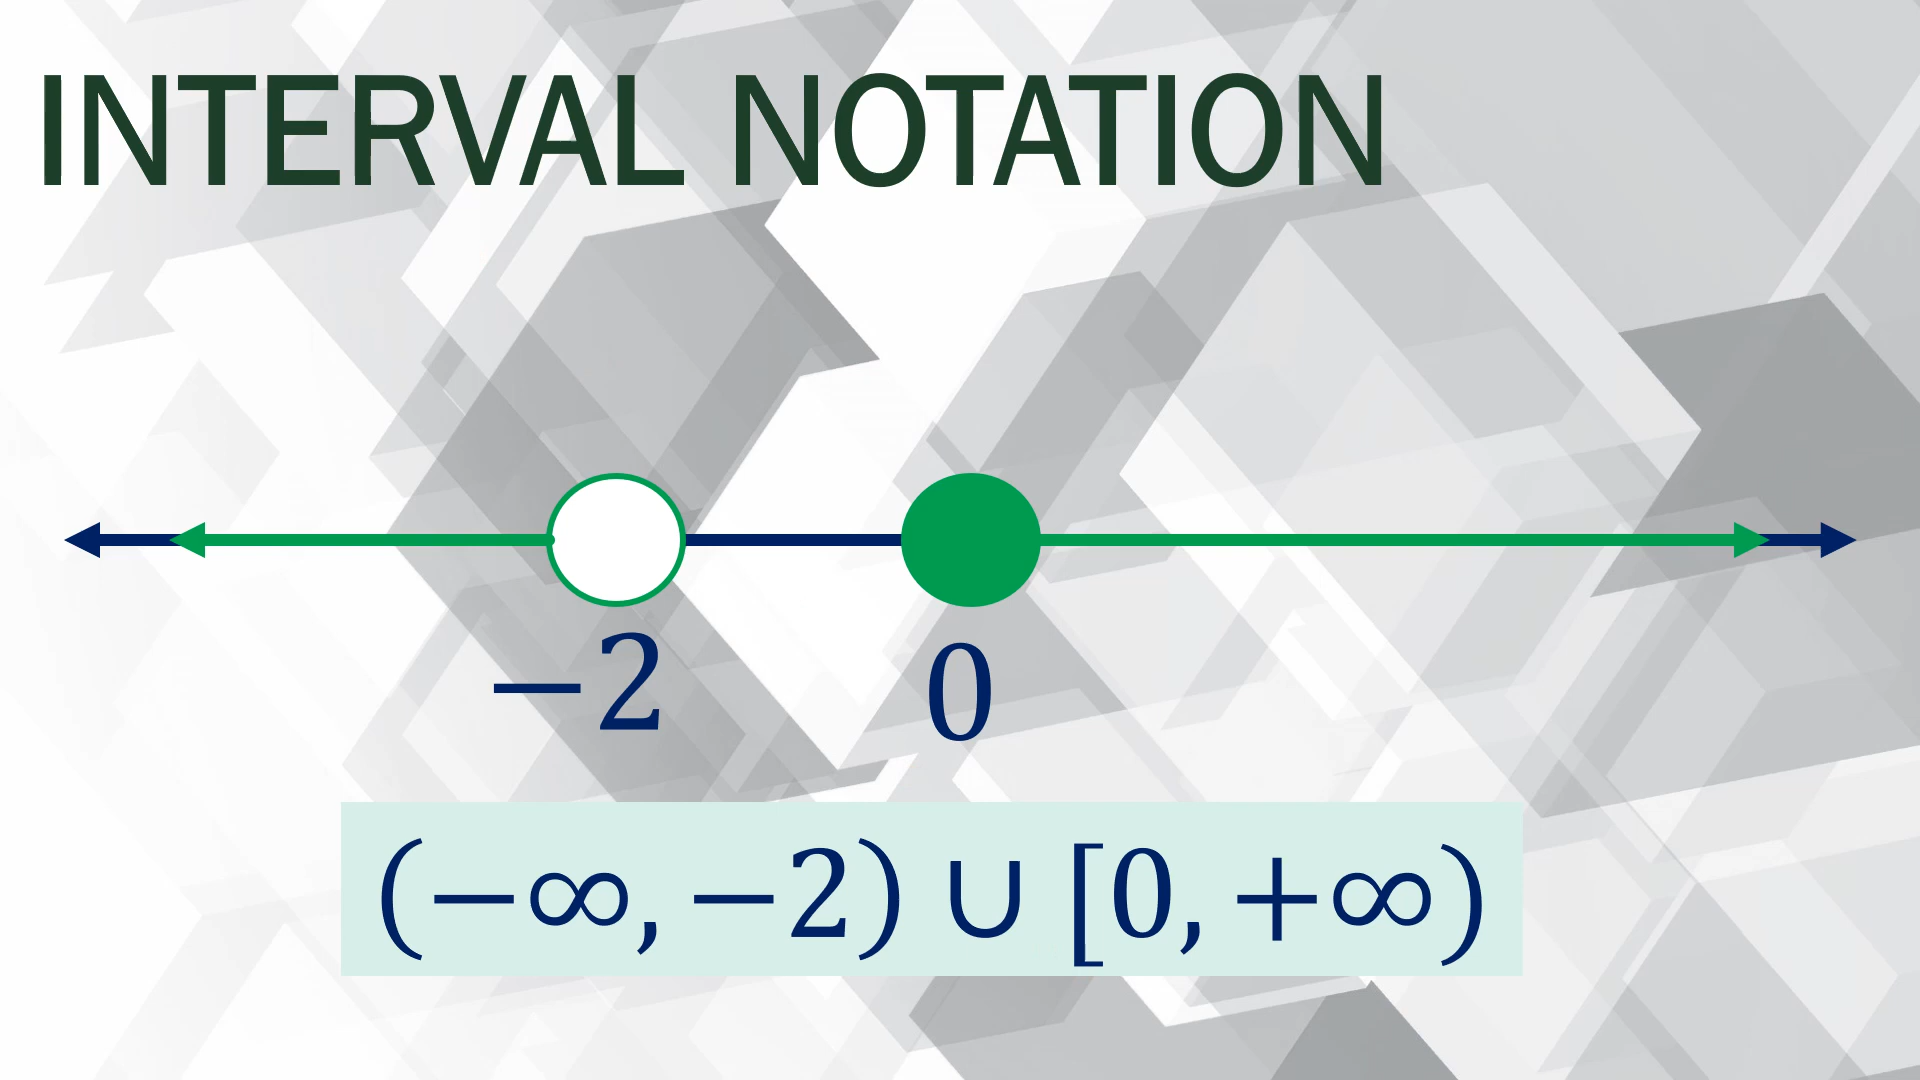 INTERVAL NOTATION
−2 0
(−∞, −2) ∪ [0, +∞)